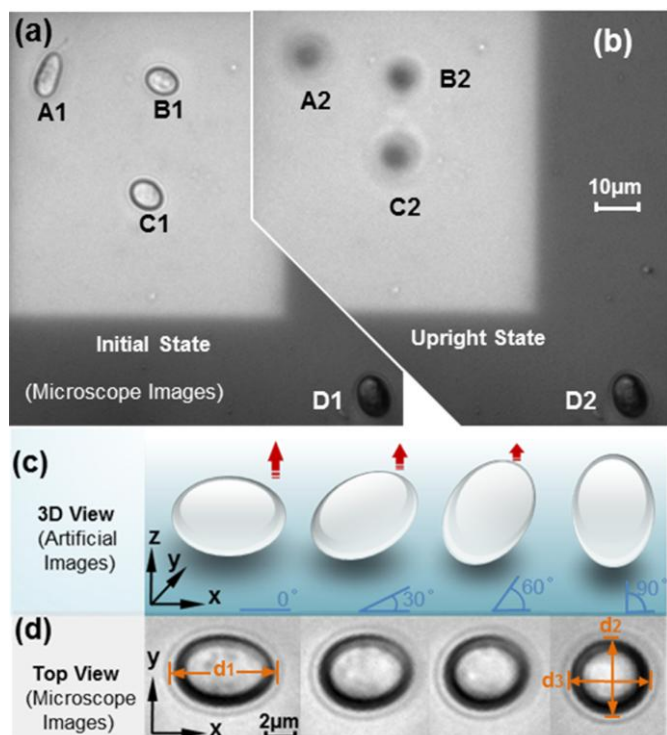 (a)
A1
B1
C1
Initial State
(Microscope Images)
D1
(b)
A2
B2
C2
10μm
Upright State
D2
(c)
3D View
(Artificial
Images)
z
y
x
0°
30°
60°
90°
(d)
Top View
(Microscope
Images)
y
x
d1
2μm
d2
d3